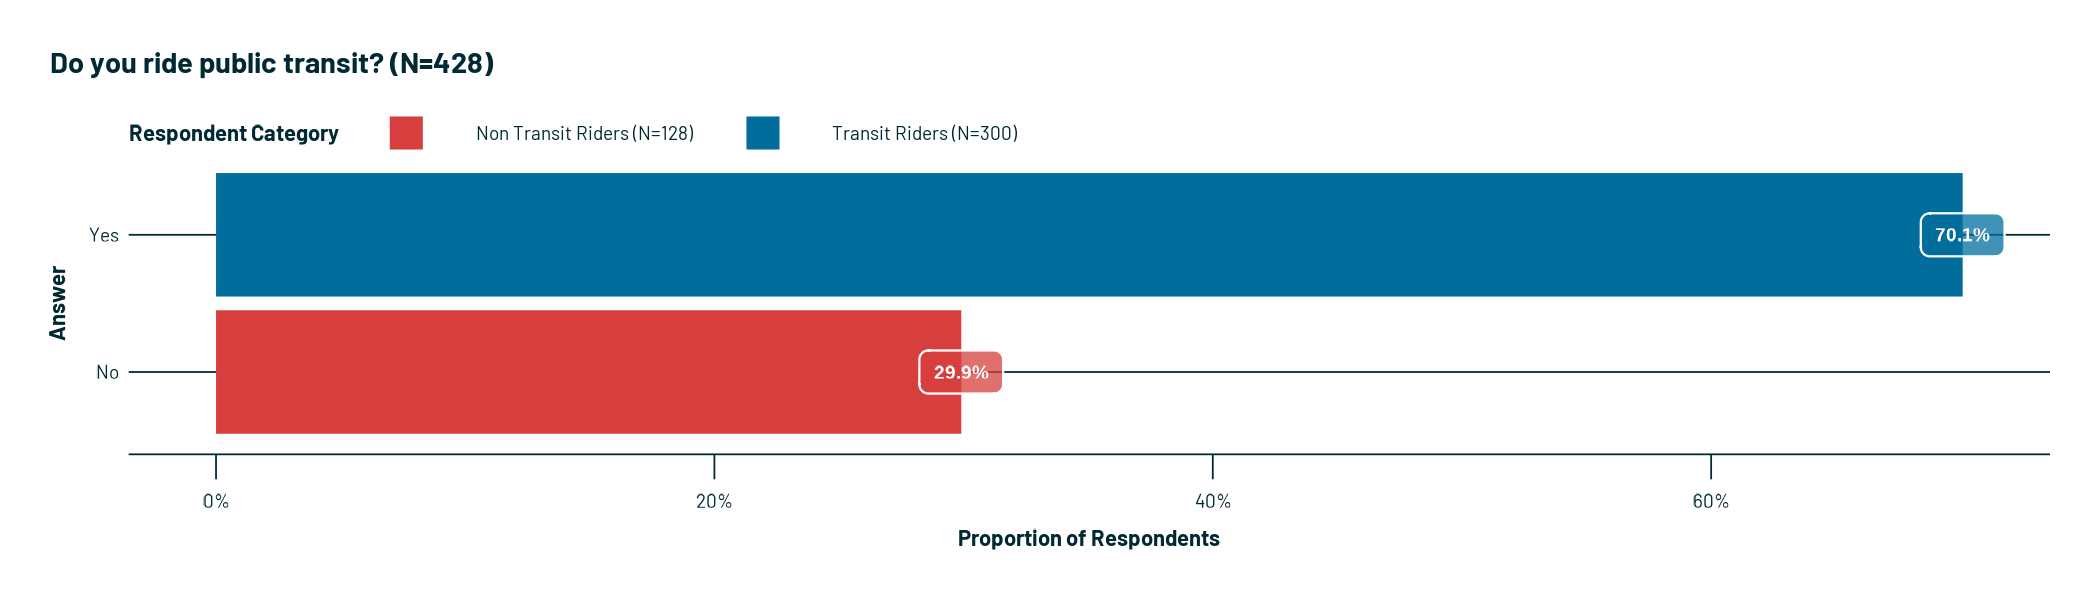 Do you ride public transit? (N=428)
Respondent Category Non Transit Riders (N=128) Transit Riders (N=300)
Yes 70.1%
No 29.9%
Answer
0% 20% 40% 60%
Proportion of Respondents